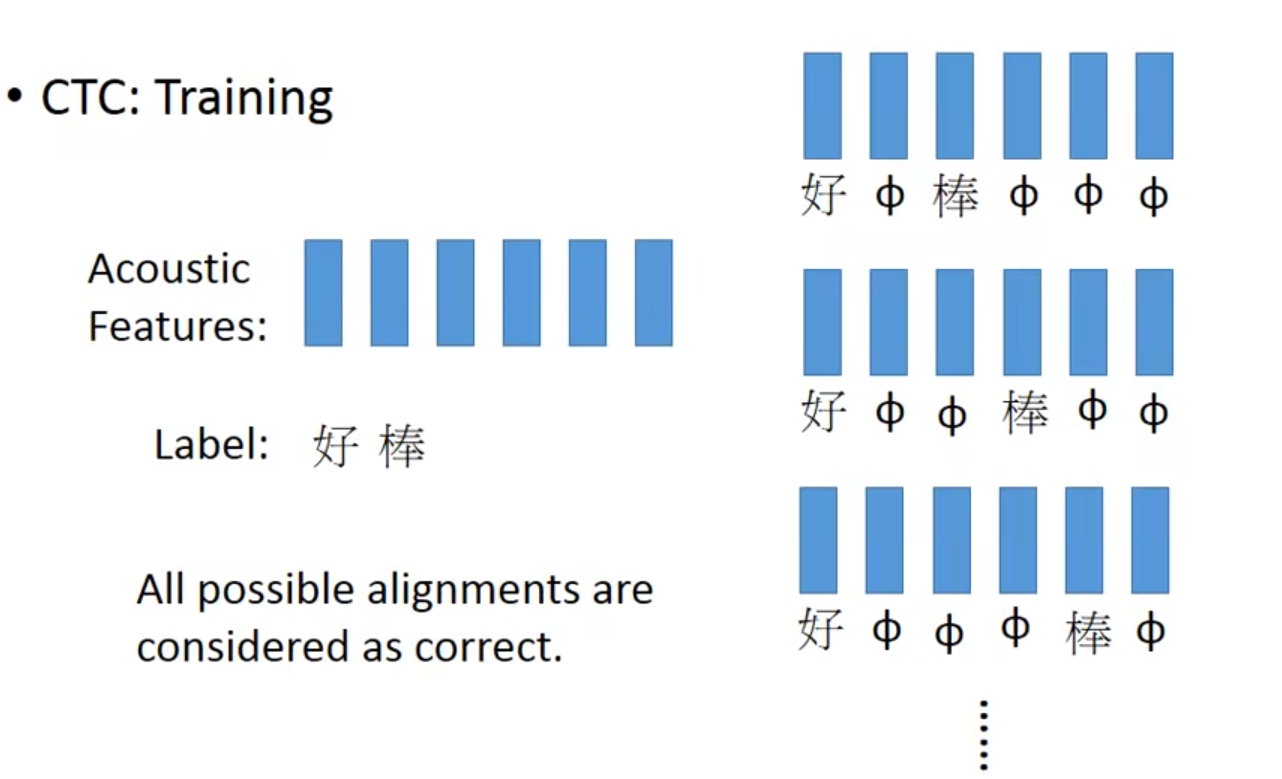 • CTC: Training
Acoustic
Features:
Label: 好 棒
All possible alignments are
considered as correct.
好 ϕ 棒 ϕ ϕ ϕ
好 ϕ ϕ 棒 ϕ ϕ
好 ϕ ϕ ϕ 棒 ϕ
⋮